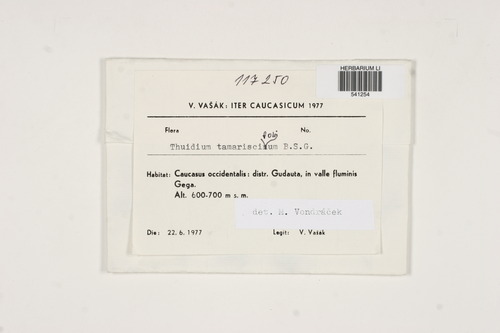 117250
HERBARIUM LI
541254
V. VAŠÁK: ITER CAUCASICUM 1977
Flora No.
Thuidium tamariscinum B.S.G.
Habitat: Caucasus occidentalis: distr. Gudauta, in valle fluminis
Gega.
Alt. 600-700 m s. m.
det. M. Vondráček
Die: 22. 6. 1977 Legit: V. Vašák